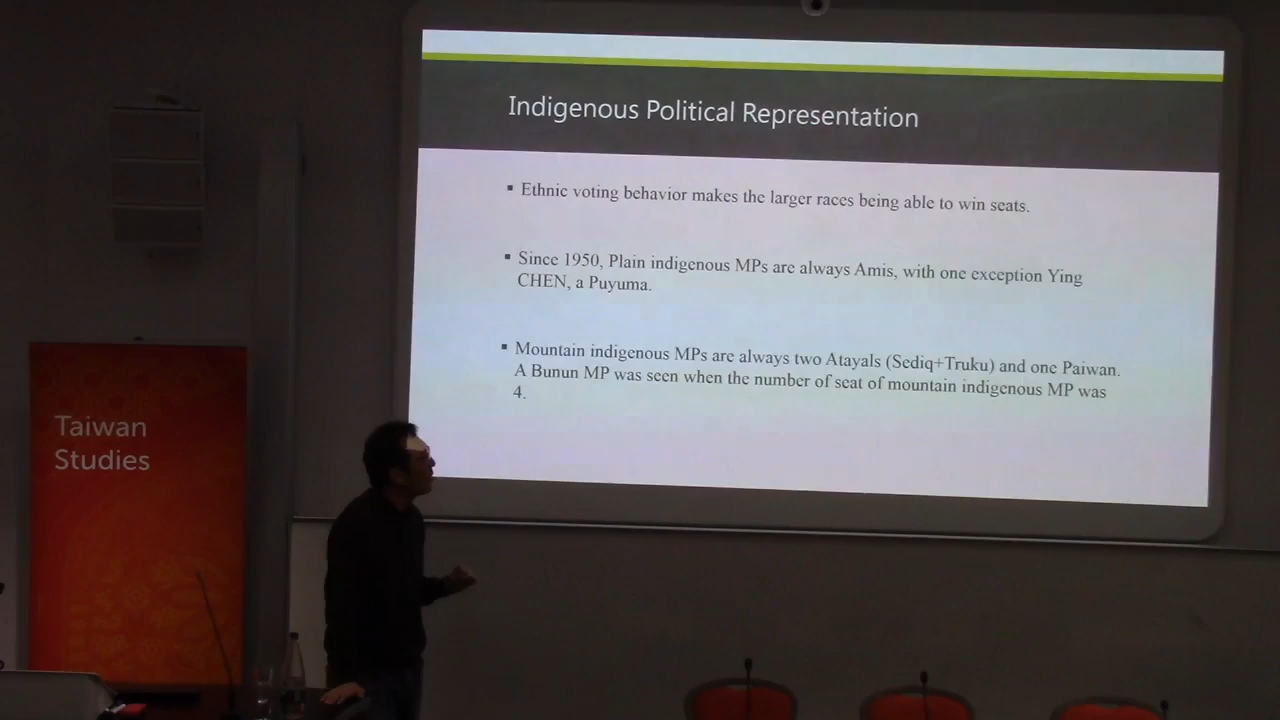 Indigenous Political Representation
▪ Ethnic voting behavior makes the larger races being able to win seats.
▪ Since 1950, Plain indigenous MPs are always Amis, with one exception Ying
CHEN, a Puyuma.
▪ Mountain indigenous MPs are always two Atayals (Sediq+Truku) and one Paiwan.
A Bunun MP was seen when the number of seat of mountain indigenous MP was
4.
Taiwan
Studies